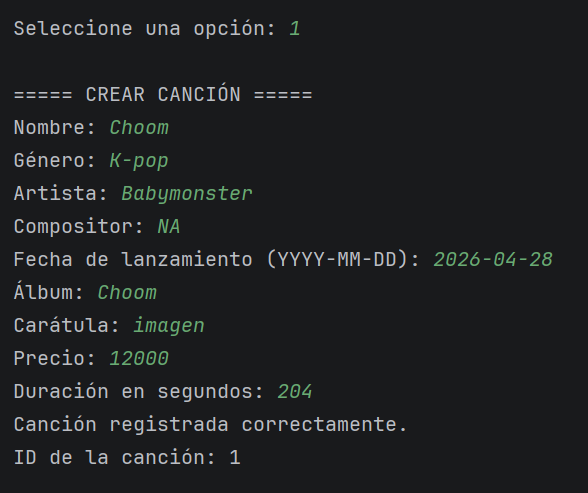 Seleccione una opción: 1
===== CREAR CANCIÓN =====
Nombre: Choom
Género: K-pop
Artista: Babymonster
Compositor: NA
Fecha de lanzamiento (YYYY-MM-DD): 2026-04-28
Álbum: Choom
Carátula: imagen
Precio: 12000
Duración en segundos: 204
Canción registrada correctamente.
ID de la canción: 1